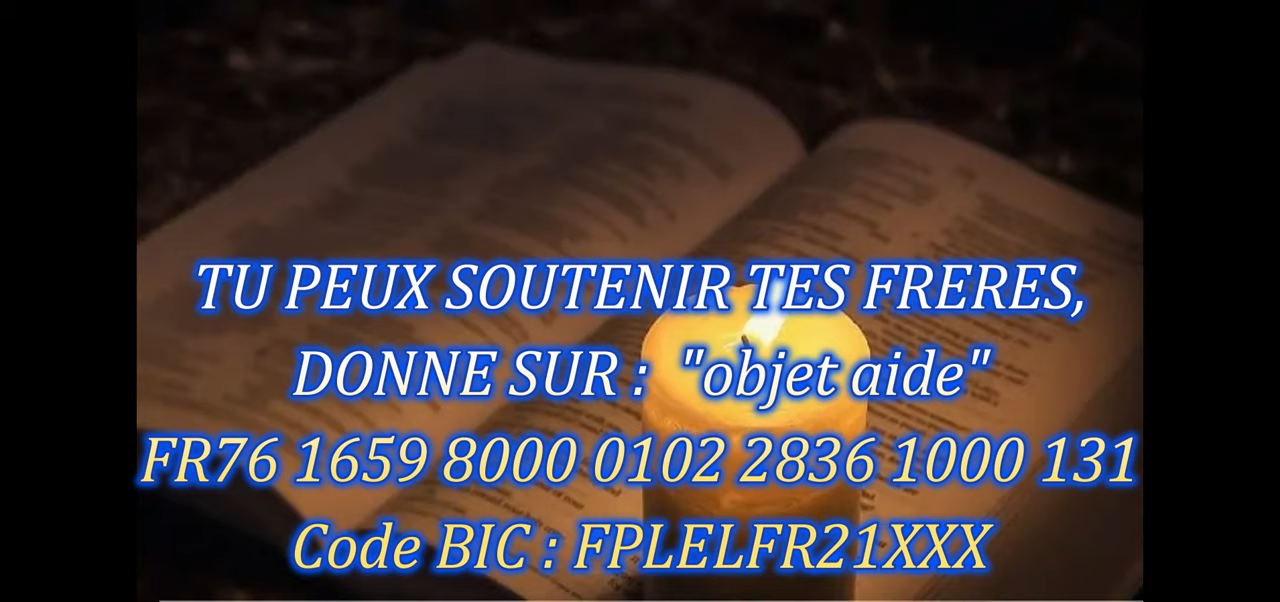 TU PEUX SOUTENIR TES FRERES,
DONNE SUR : "objet aide"
FR76 1659 8000 0102 2836 1000 131
Code BIC : FPLELFR21XXX